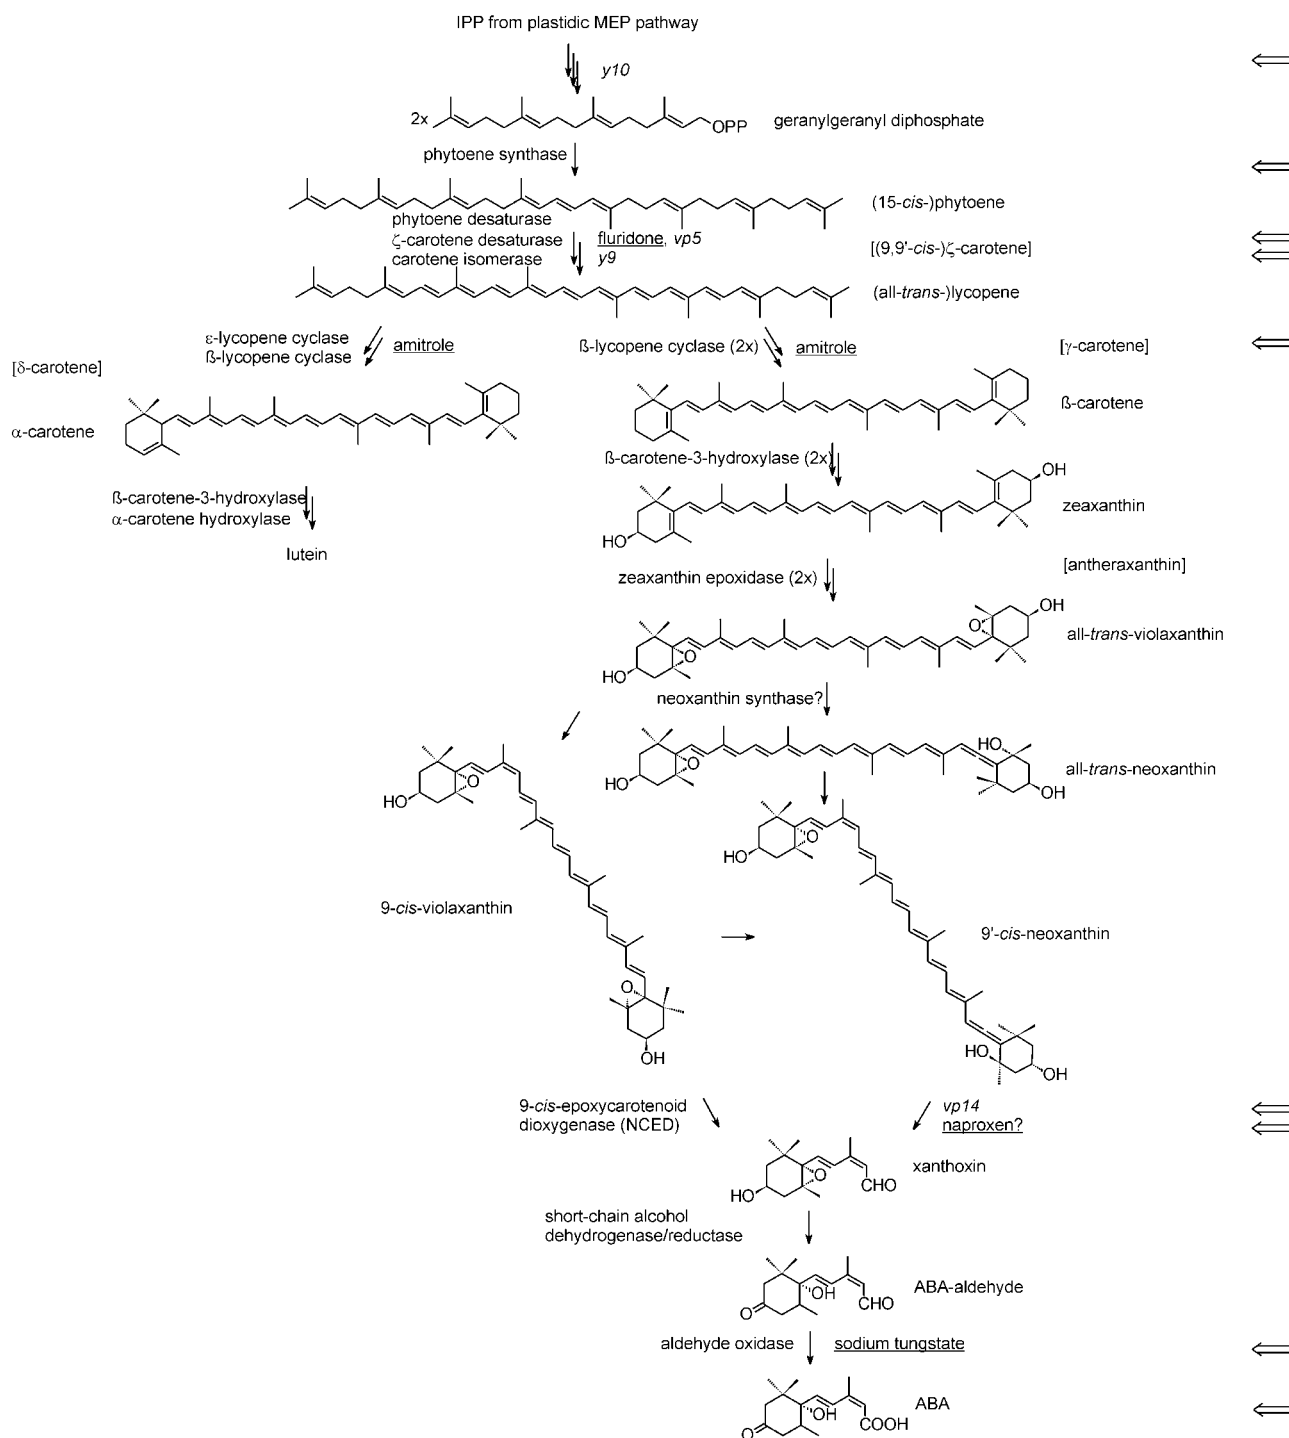 IPP from plastidic MEP pathway
y10
2x
OPP
geranylgeranyl diphosphate
phytoene synthase
(15-cis-)phytoene
phytoene desaturase
ζ-carotene desaturase
fluridone, vp5
[(9,9'-cis-)ζ-carotene]
carotene isomerase
y9
(all-trans-)lycopene
ε-lycopene cyclase
ß-lycopene cyclase
amitrole
ß-lycopene cyclase (2x)
amitrole
[γ-carotene]
[δ-carotene]
α-carotene
ß-carotene
ß-carotene-3-hydroxylase (2x)
OH
ß-carotene-3-hydroxylase
α-carotene hydroxylase
zeaxanthin
HO
lutein
zeaxanthin epoxidase (2x)
[antheraxanthin]
OH
O
all-trans-violaxanthin
O
HO
neoxanthin synthase?
HO
O
all-trans-neoxanthin
HO
OH
O
HO
O
HO
9-cis-violaxanthin
9'-cis-neoxanthin
O
OH
HO
OH
9-cis-epoxycarotenoid
dioxygenase (NCED)
vp14
naproxen?
xanthoxin
O
CHO
HO
short-chain alcohol
dehydrogenase/reductase
ABA-aldehyde
OH
CHO
O
aldehyde oxidase
sodium tungstate
ABA
OH
COOH
O